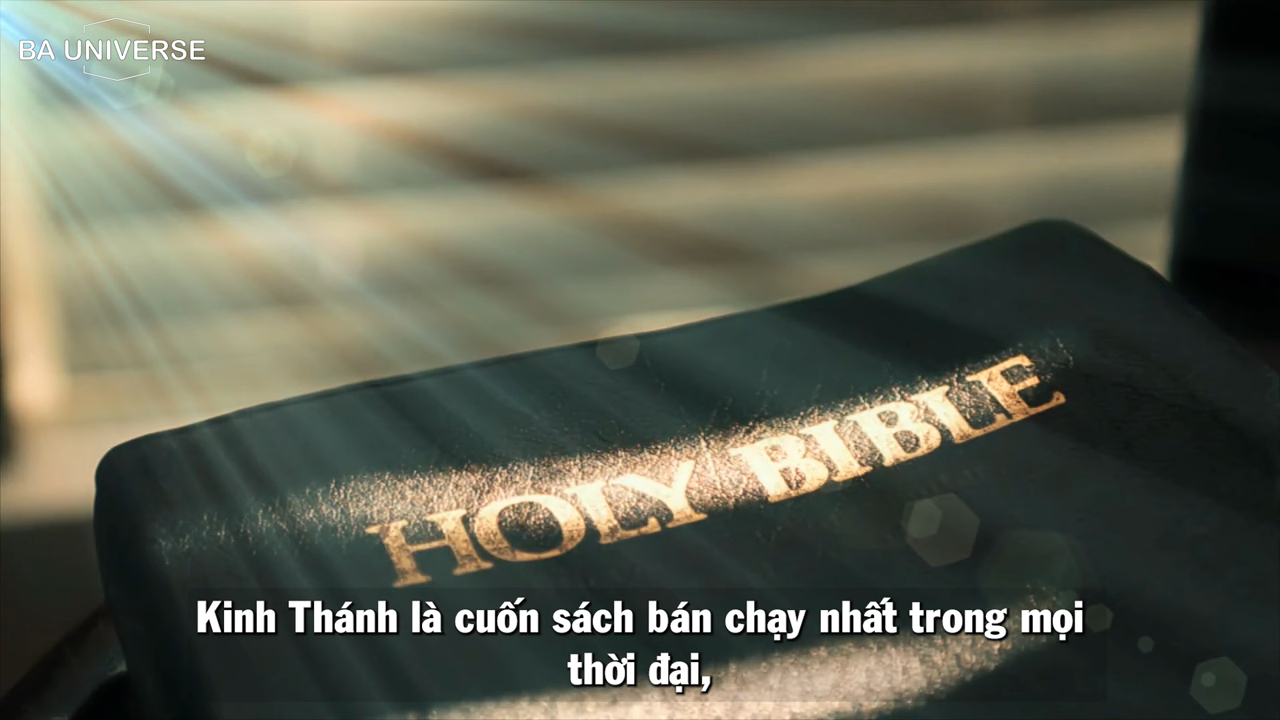 BA UNIVERSE
HOLY BIBLE
Kinh Thánh là cuốn sách bán chạy nhất trong mọi
thời đại,